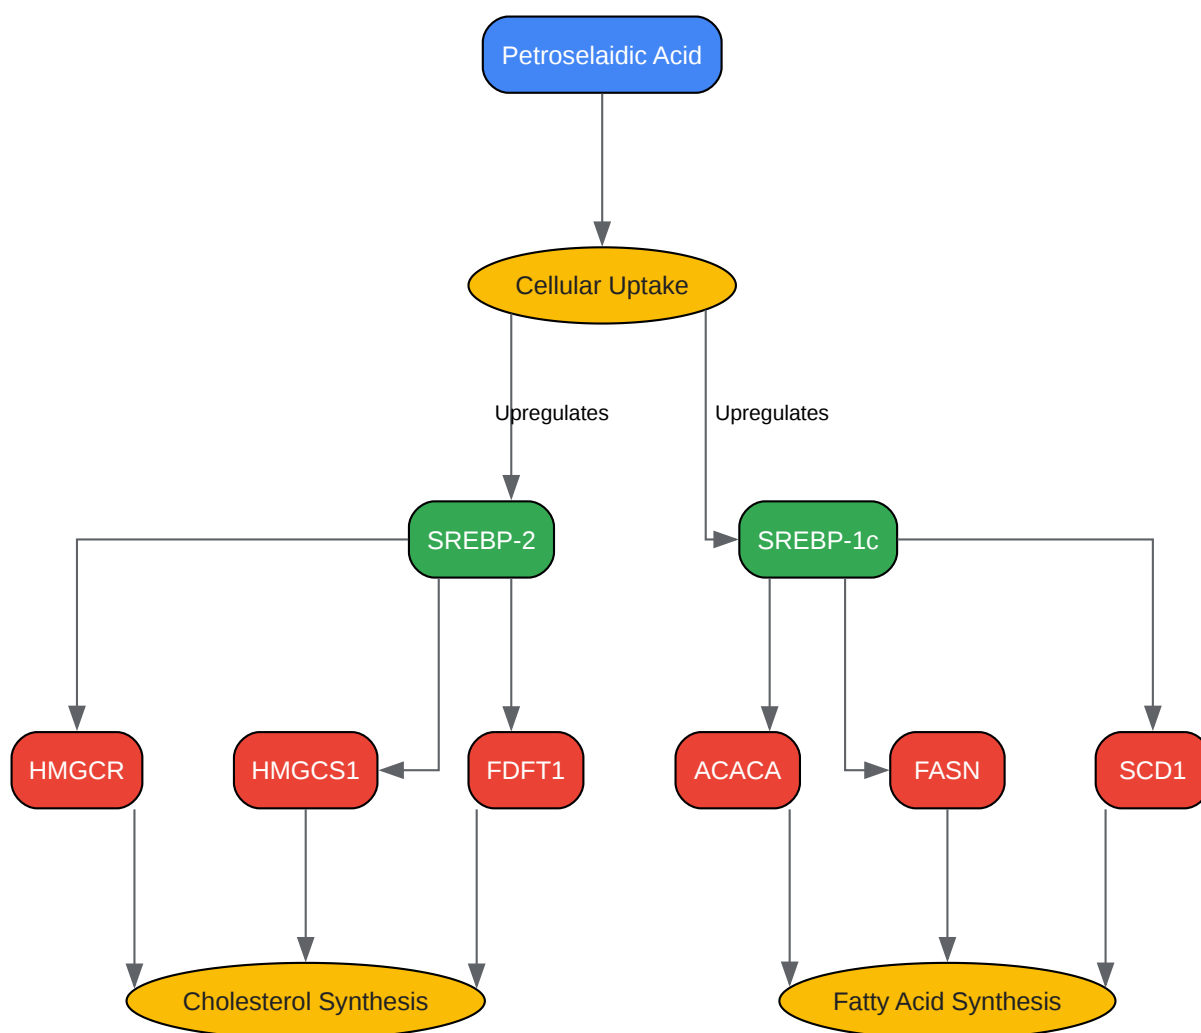 Petroselaidic Acid
Cellular Uptake
Upregulates
Upregulates
SREBP-2
SREBP-1c
HMGCR
HMGCS1
FDFT1
ACACA
FASN
SCD1
Cholesterol Synthesis
Fatty Acid Synthesis